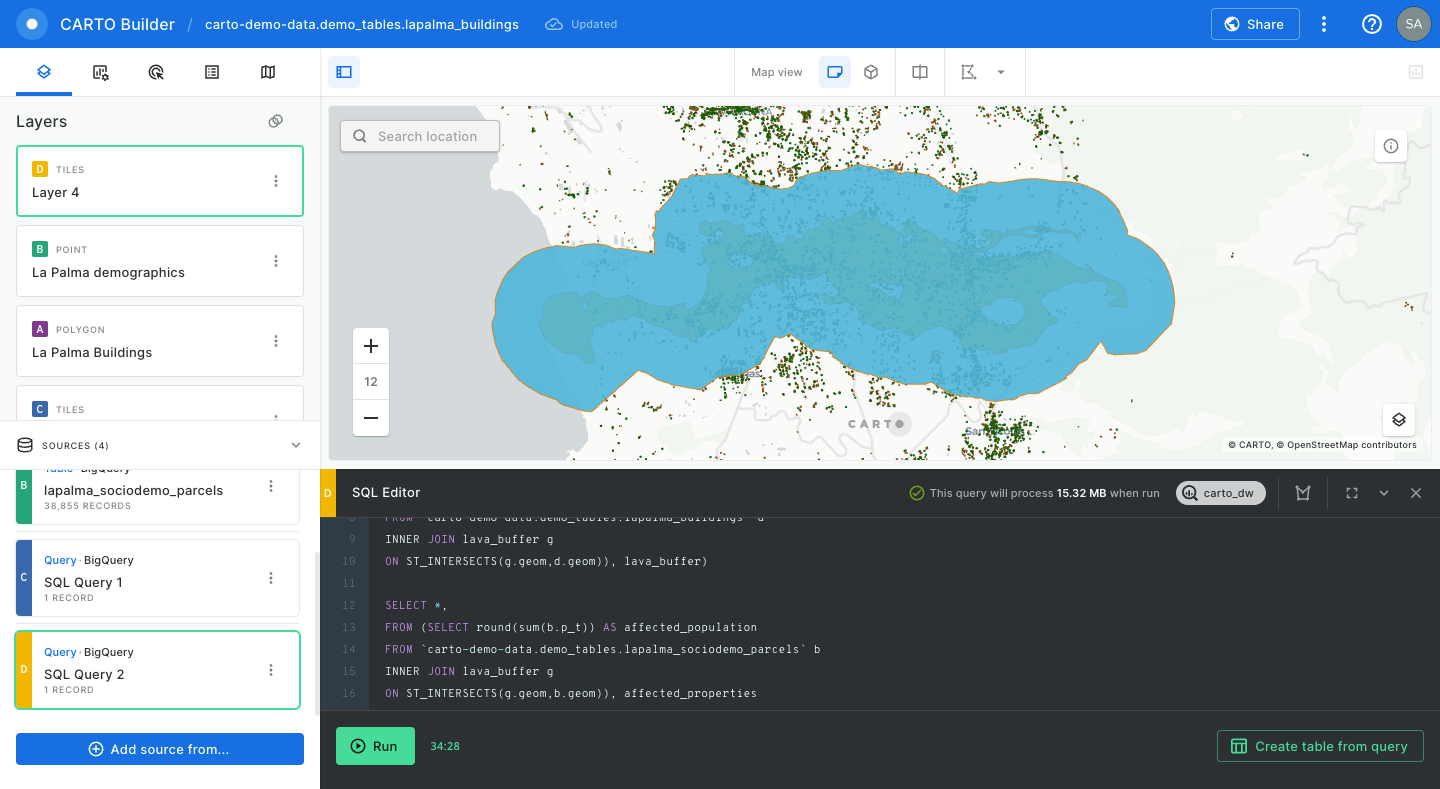 CARTO Builder / carto-demo-data.demo_tables.lapalma_buildings Updated Share SA
Map view
Layers
Search location
D TILES
Layer 4
B POINT
La Palma demographics
A POLYGON
La Palma Buildings
C TILES
SOURCES (4)
12
CARTO
© CARTO, © OpenStreetMap contributors
Table · BigQuery
B
lapalma_sociodemo_parcels
38,855 RECORDS
Query · BigQuery
C
SQL Query 1
1 RECORD
Query · BigQuery
D
SQL Query 2
1 RECORD
Add source from...
D SQL Editor This query will process 15.32 MB when run carto_dw
8 FROM `carto-demo-data.demo_tables.lapalma_buildings` d
9 INNER JOIN lava_buffer g
10 ON ST_INTERSECTS(g.geom,d.geom)), lava_buffer)
11
12 SELECT *,
13 FROM (SELECT round(sum(b.p_t)) AS affected_population
14 FROM `carto-demo-data.demo_tables.lapalma_sociodemo_parcels` b
15 INNER JOIN lava_buffer g
16 ON ST_INTERSECTS(g.geom,b.geom)), affected_properties
Run 34:28 Create table from query